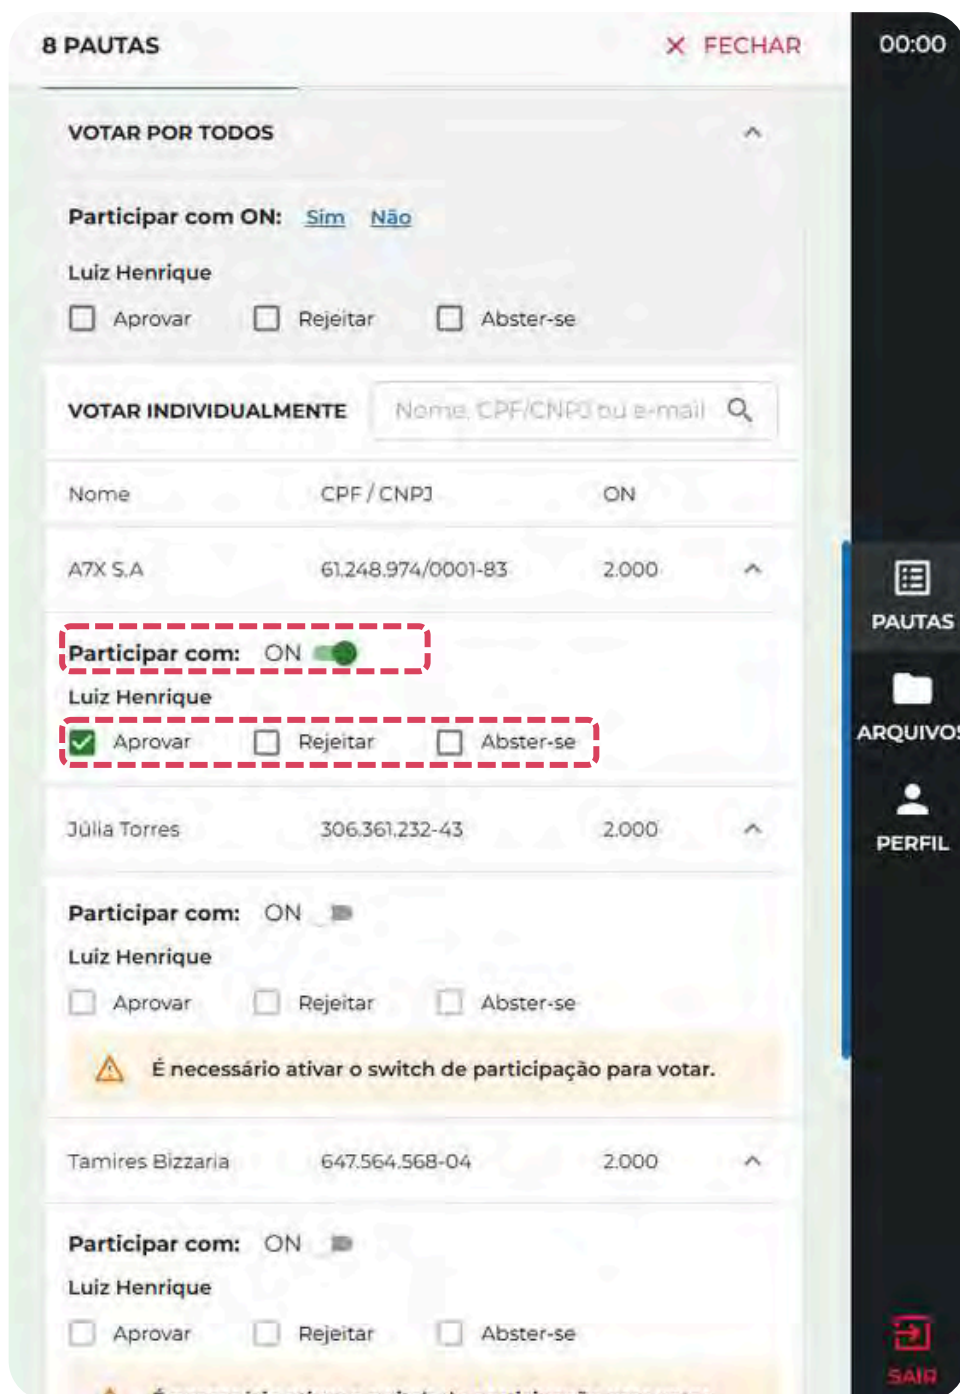 8 PAUTAS
FECHAR
00:00
VOTAR POR TODOS
Participar com ON: Sim Não
Luiz Henrique
Aprovar Rejeitar Abster-se
VOTAR INDIVIDUALMENTE Nome, CPF/CNPJ ou e-mail
Nome CPF / CNPJ ON
A7X S.A 61.248.974/0001-83 2.000
PAUTAS
Participar com: ON
Luiz Henrique
ARQUIVOS
Aprovar Rejeitar Abster-se
Júlia Torres 306.361.232-43 2.000
PERFIL
Participar com: ON
Luiz Henrique
Aprovar Rejeitar Abster-se
É necessário ativar o switch de participação para votar.
Tamires Bizzaria 647.564.568-04 2.000
Participar com: ON
Luiz Henrique
Aprovar Rejeitar Abster-se
SAIR